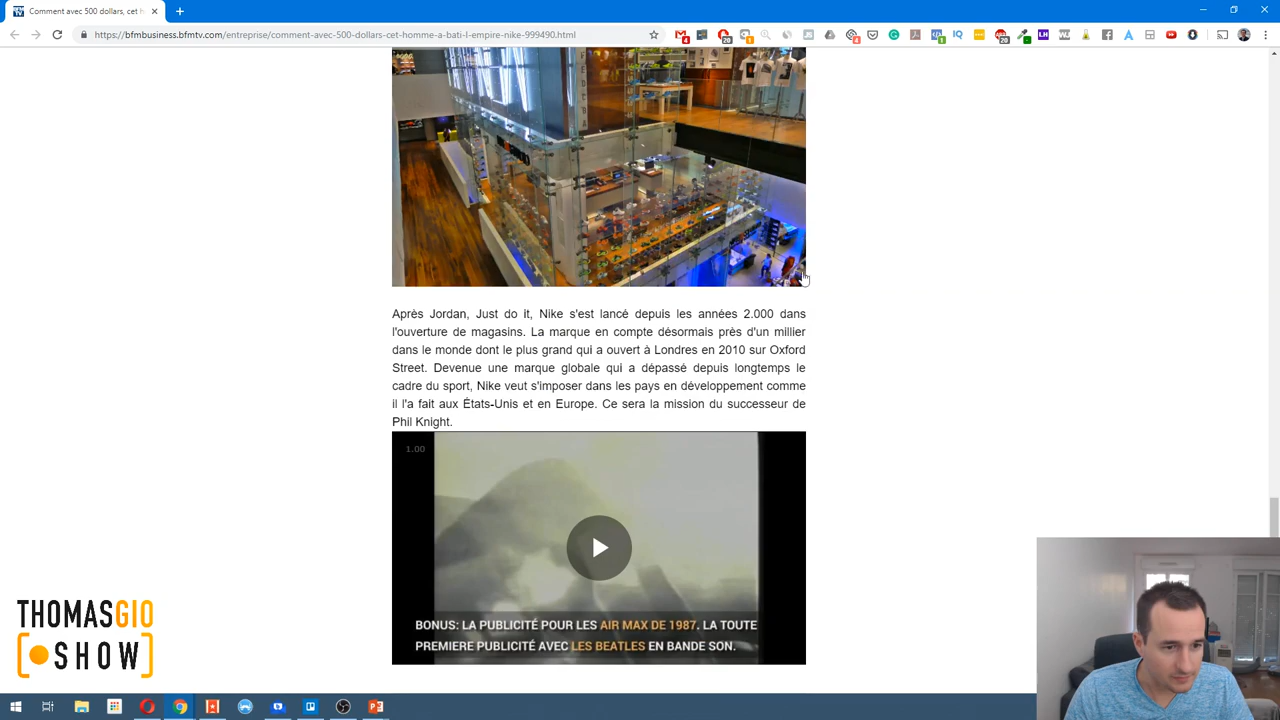 Comment avec 500 dollars, cet h
https://bfmbusiness.bfmtv.com/entreprise/comment-avec-500-dollars-cet-homme-a-bati-l-empire-nike-999490.html
Après Jordan, Just do it, Nike s'est lancé depuis les années 2.000 dans
l'ouverture de magasins. La marque en compte désormais près d'un millier
dans le monde dont le plus grand qui a ouvert à Londres en 2010 sur Oxford
Street. Devenue une marque globale qui a dépassé depuis longtemps le
cadre du sport, Nike veut s'imposer dans les pays en développement comme
il l'a fait aux États-Unis et en Europe. Ce sera la mission du successeur de
Phil Knight.
1.00
BONUS: LA PUBLICITÉ POUR LES AIR MAX DE 1987. LA TOUTE
PREMIERE PUBLICITÉ AVEC LES BEATLES EN BANDE SON.
THOMASGIO
SHOW